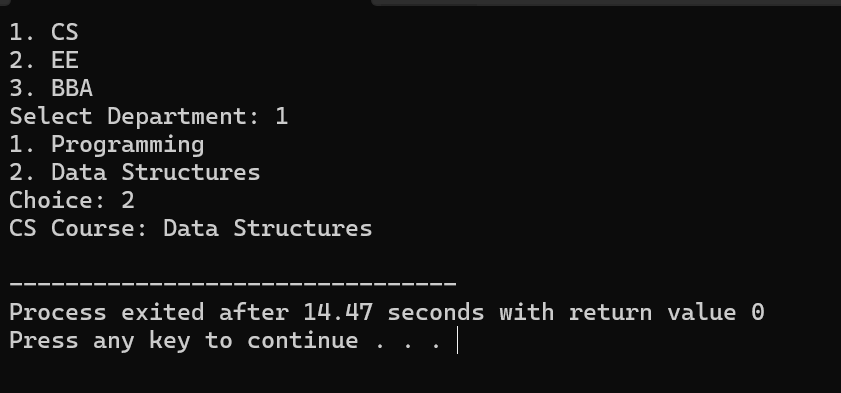 1. CS
2. EE
3. BBA
Select Department: 1
1. Programming
2. Data Structures
Choice: 2
CS Course: Data Structures

--------------------------------
Process exited after 14.47 seconds with return value 0
Press any key to continue . . .